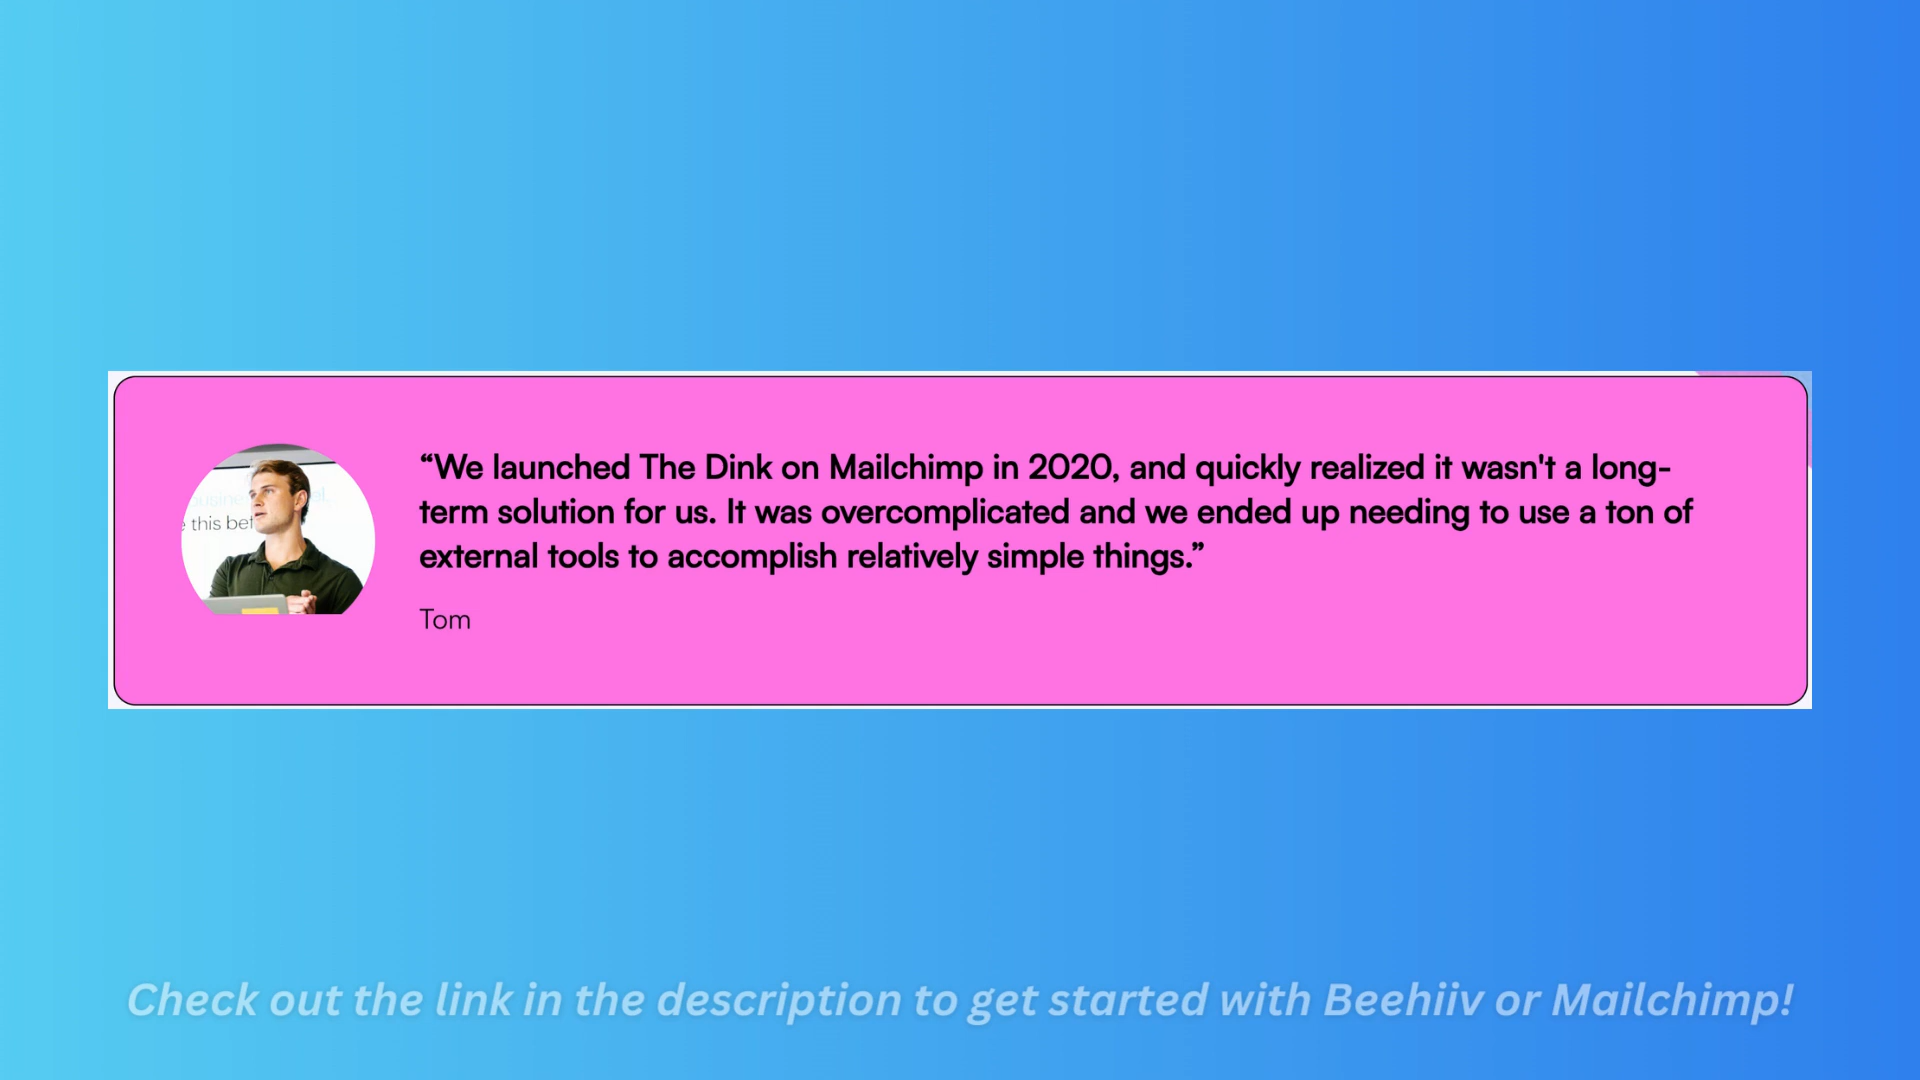 “We launched The Dink on Mailchimp in 2020, and quickly realized it wasn't a long-
term solution for us. It was overcomplicated and we ended up needing to use a ton of
external tools to accomplish relatively simple things.”
Tom
this bef
Check out the link in the description to get started with Beehiiv or Mailchimp!